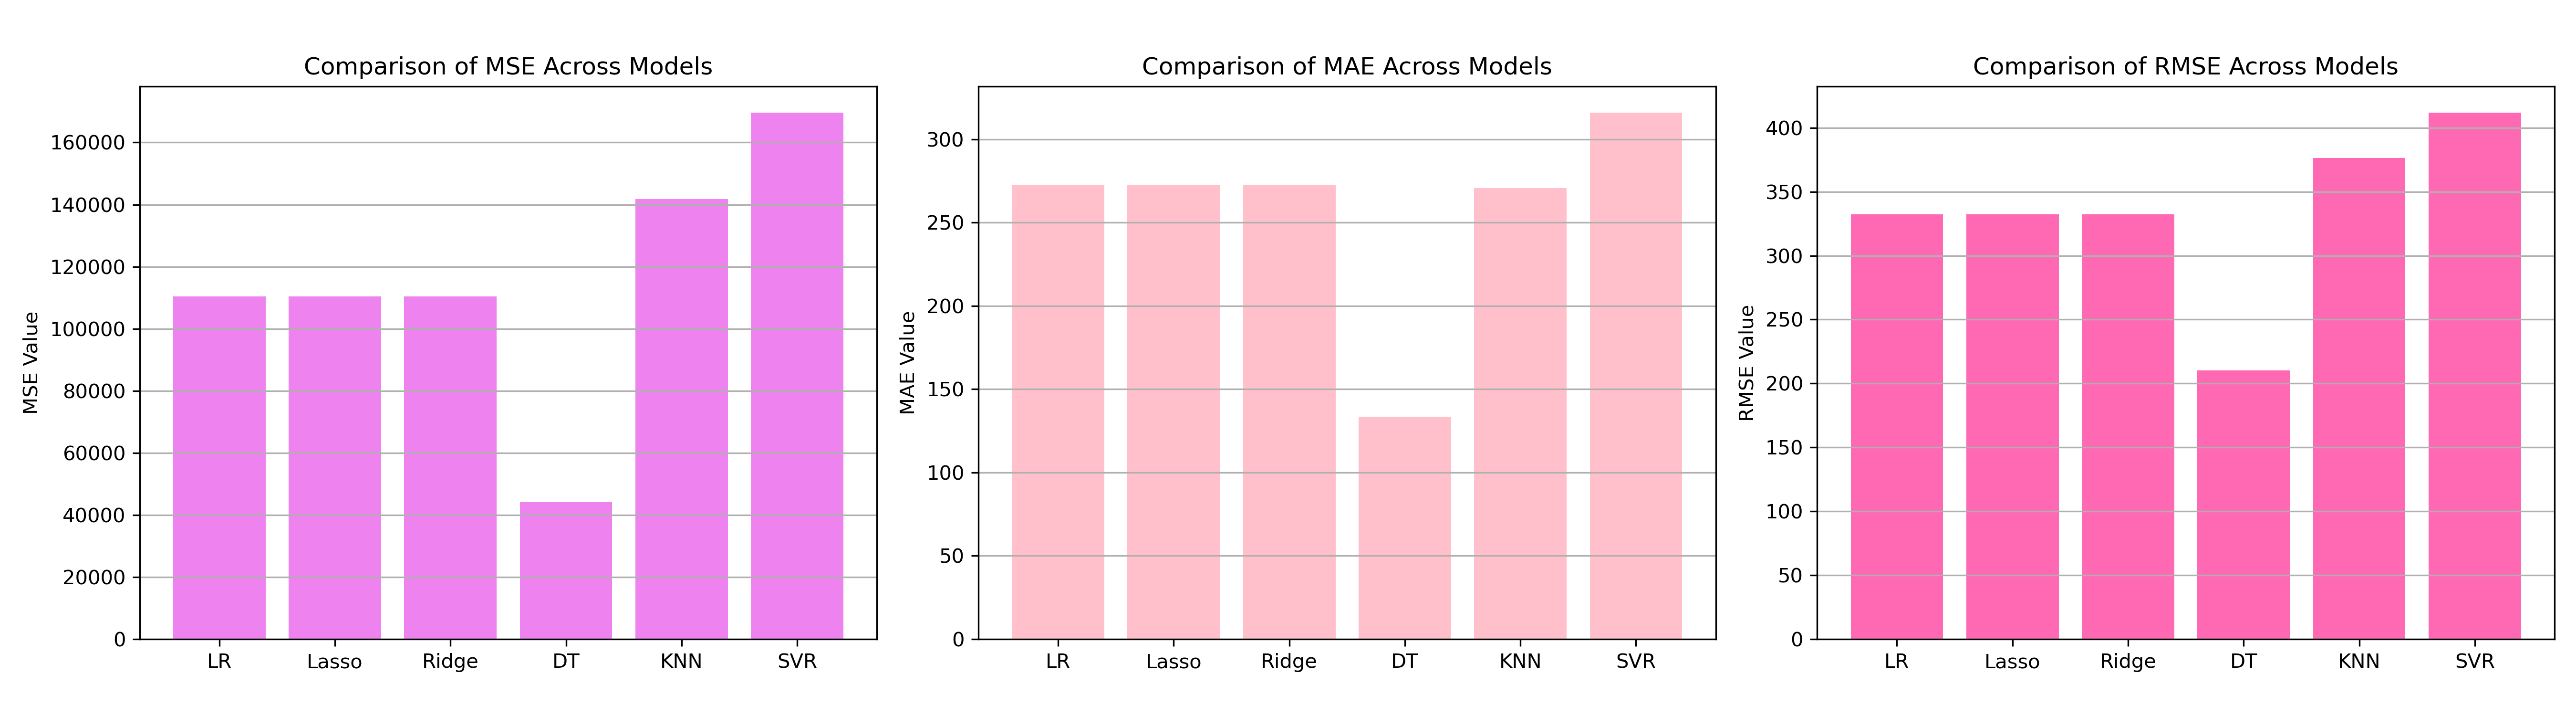 Comparison of MSE Across Models
MSE Value
160000
140000
120000
100000
80000
60000
40000
20000
0
LR Lasso Ridge DT KNN SVR
Comparison of MAE Across Models
MAE Value
300
250
200
150
100
50
0
LR Lasso Ridge DT KNN SVR
Comparison of RMSE Across Models
RMSE Value
400
350
300
250
200
150
100
50
0
LR Lasso Ridge DT KNN SVR